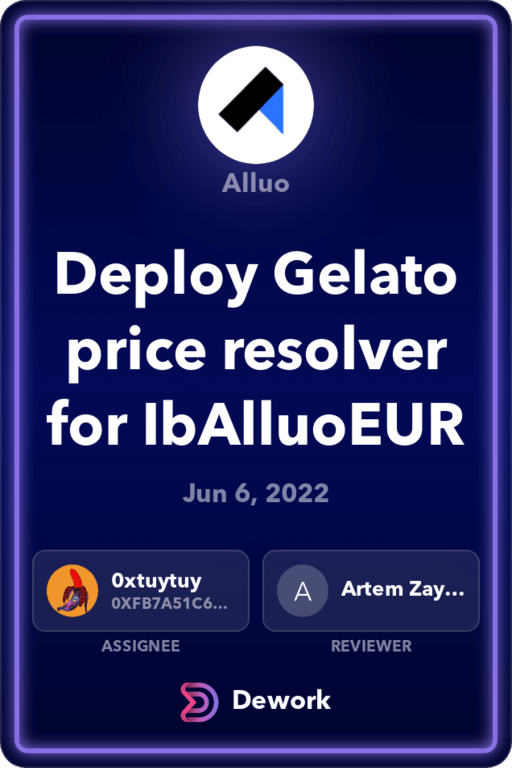 Alluo
Deploy Gelato
price resolver
for IbAlluoEUR
Jun 6, 2022
0xtuytuy
0XFB7A51C6...
ASSIGNEE
A
Artem Zay...
REVIEWER
Dework